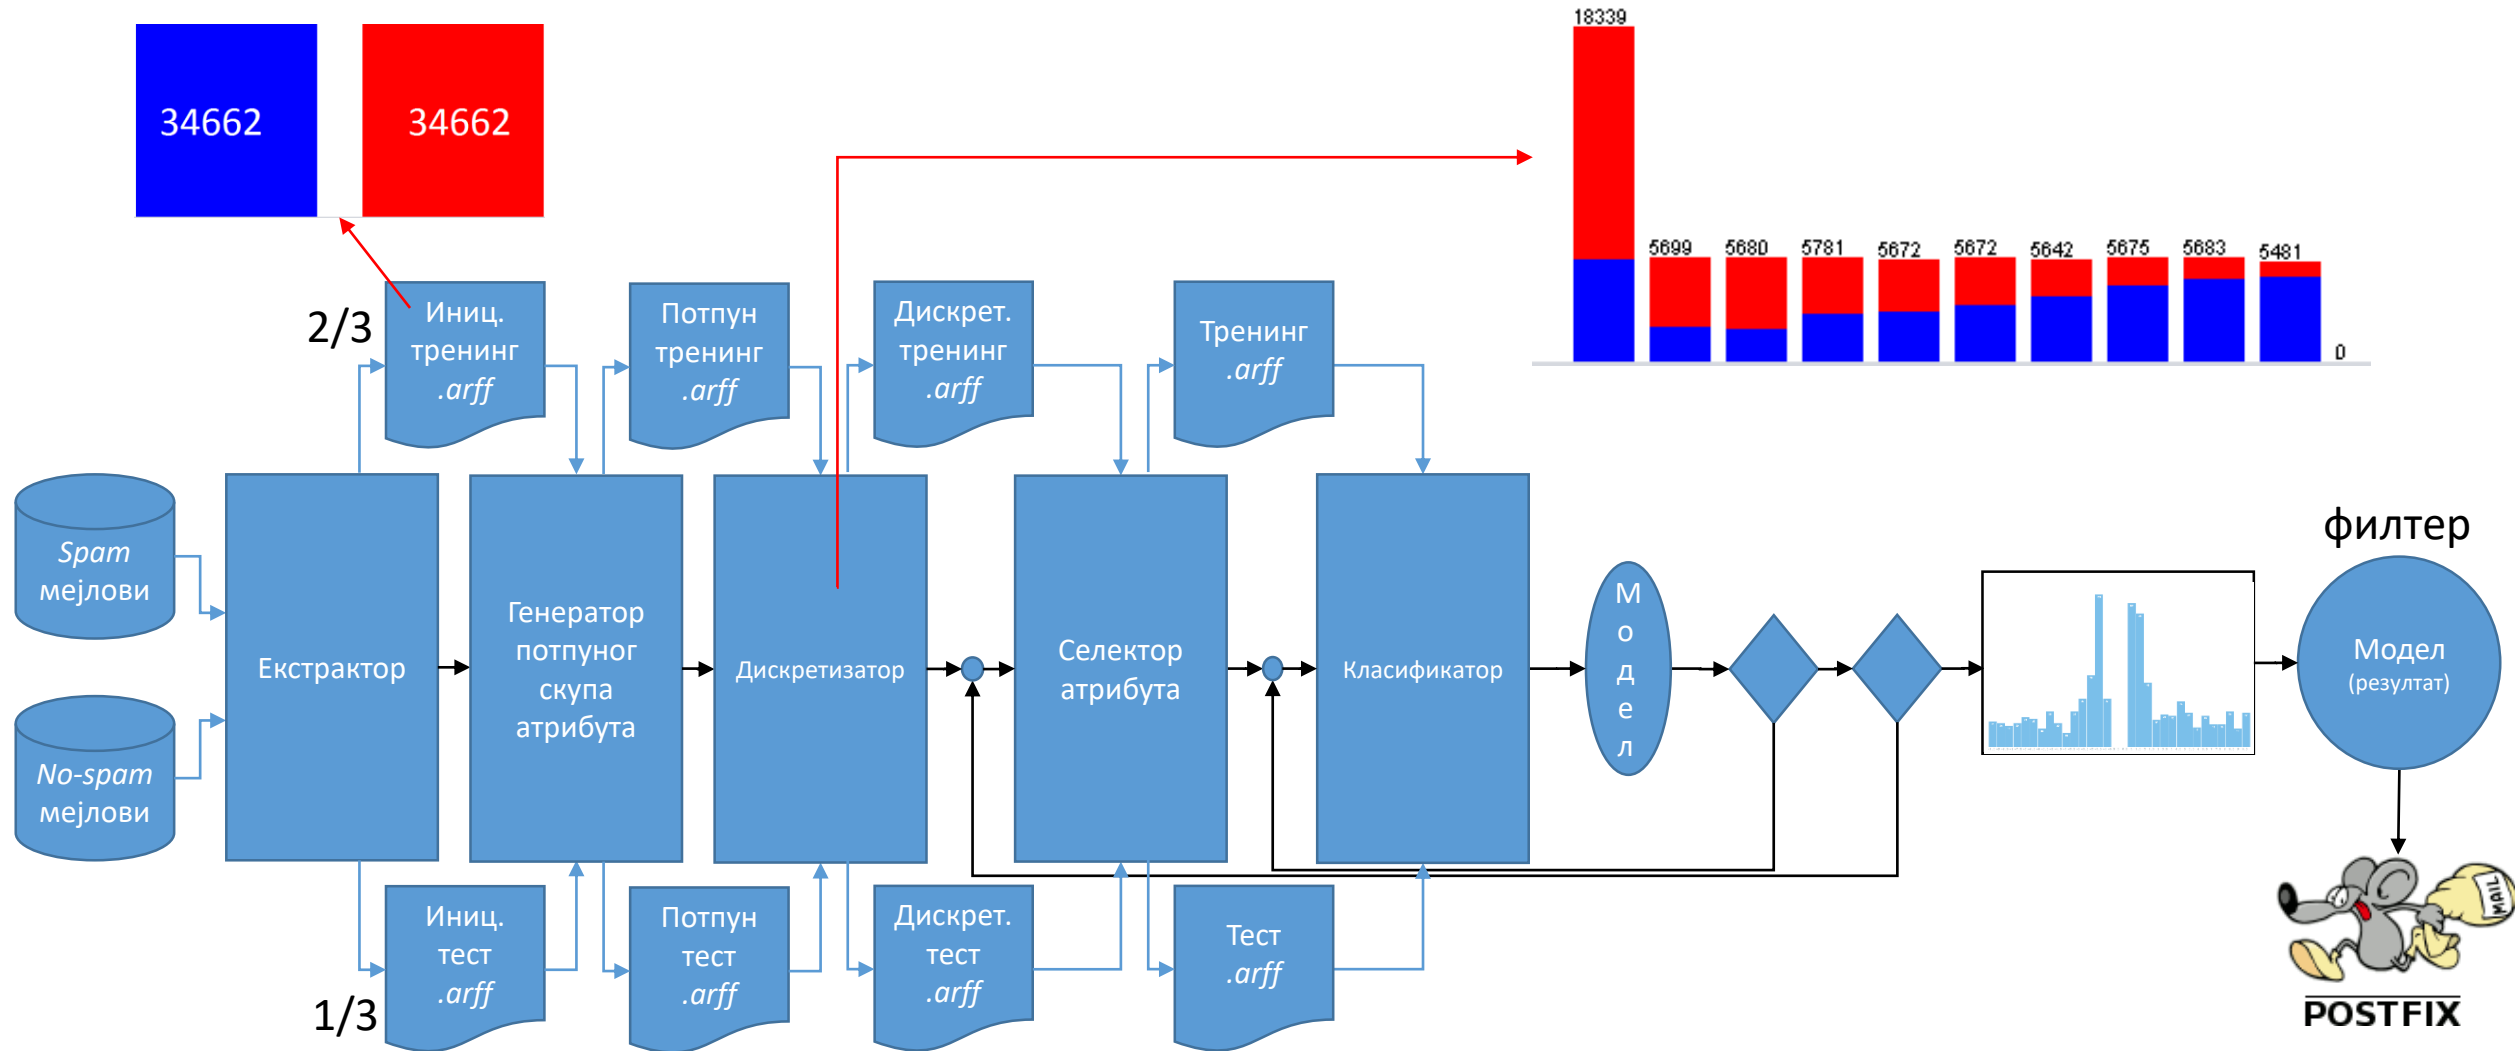 34662
34662
18339
5699
5680
5781
5672
5672
5642
5675
5683
5481
0
2/3
Иниц.
тренинг
.arff
Потпун
тренинг
.arff
Дискрет.
тренинг
.arff
Тренинг
.arff
Spam
мејлови
No-spam
мејлови
Екстрактор
Генератор
потпуног
скупа
атрибута
Дискретизатор
Селектор
атрибута
Класификатор
М
о
д
е
л
филтер
Модел
(резултат)
1/3
Иниц.
тест
.arff
Потпун
тест
.arff
Дискрет.
тест
.arff
Тест
.arff
MAIL
POSTFIX